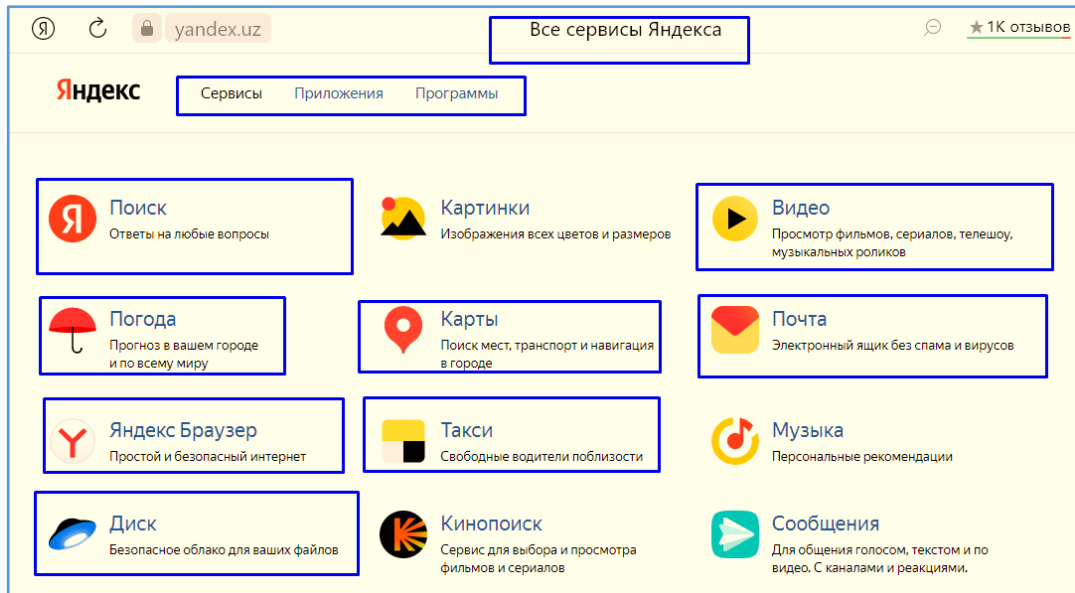 Я yandex.uz Все сервисы Яндекса ★ 1К отзывов
Яндекс Сервисы Приложения Программы
Я Поиск
Ответы на любые вопросы
Картинки
Изображения всех цветов и размеров
Видео
Просмотр фильмов, сериалов, телешоу,
музыкальных роликов
Погода
Прогноз в вашем городе
и по всему миру
Карты
Поиск мест, транспорт и навигация
в городе
Почта
Электронный ящик без спама и вирусов
Яндекс Браузер
Простой и безопасный интернет
Такси
Свободные водители поблизости
Музыка
Персональные рекомендации
Диск
Безопасное облако для ваших файлов
Кинопоиск
Сервис для выбора и просмотра
фильмов и сериалов
Сообщения
Для общения голосом, текстом и по
видео. С каналами и реакциями.